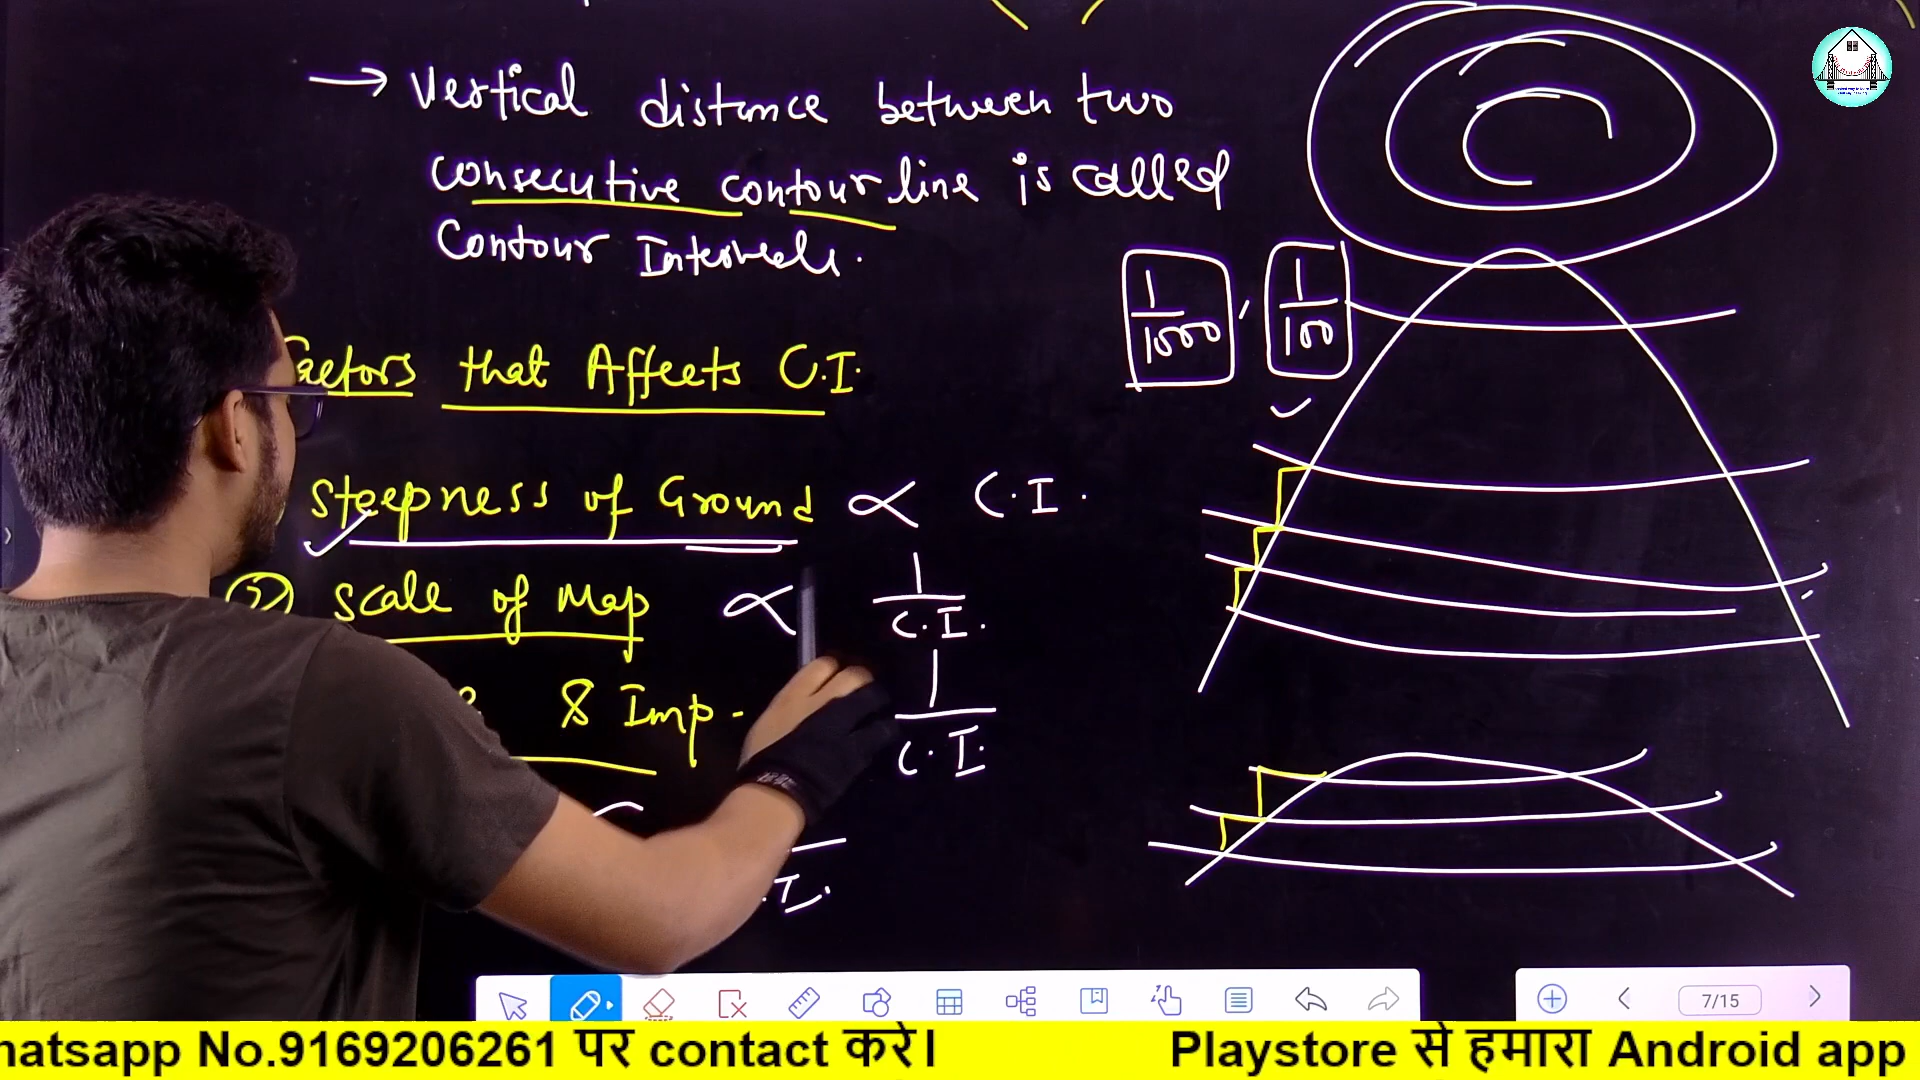 → Vertical distance between two
consecutive contour line is called
Contour Intervals.
1/1000, 1/100
Factors that Affects C.I.
Steepness of Ground ∝ C.I.
② Scale of Map ∝ 1/C.I.
& Imp. 1/C.I.
I.
7/15
hatsapp No.9169206261 पर contact करे।
Playstore से हमारा Android app